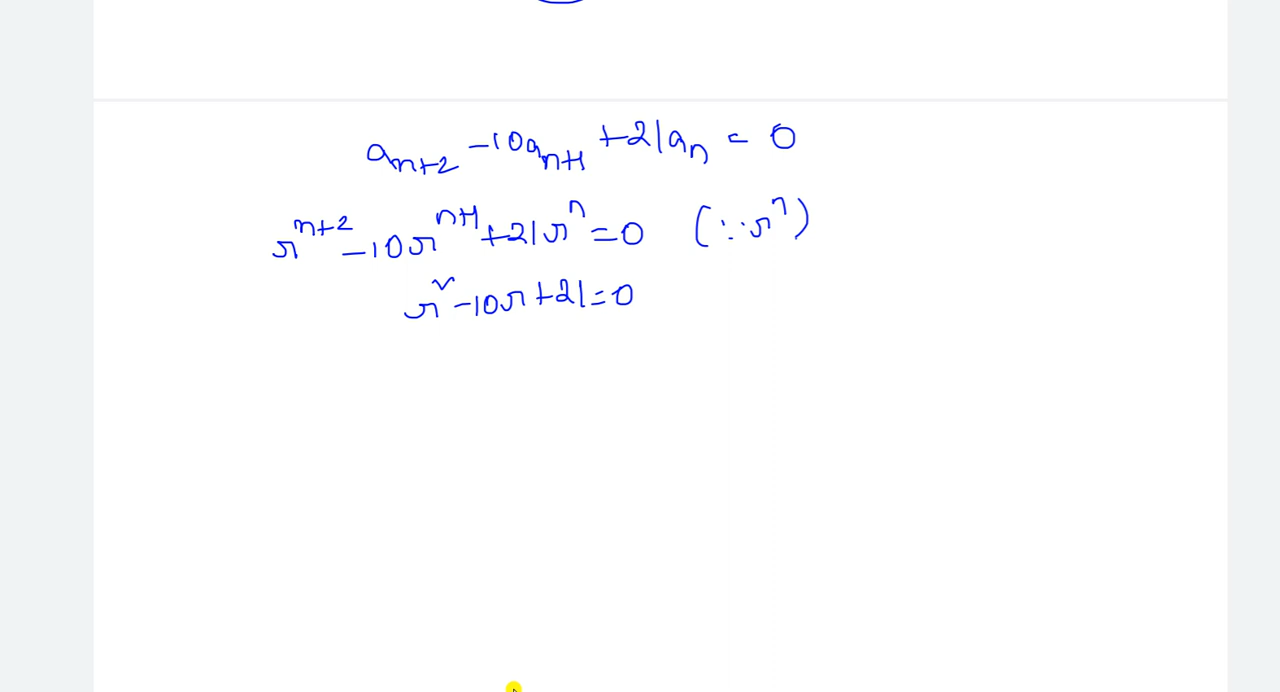 a_{n+2} -10a_{n+1} +21a_n = 0
r^{n+2} -10r^{n+1} +21r^n =0 (∵r^n)
r^2 -10r+21=0